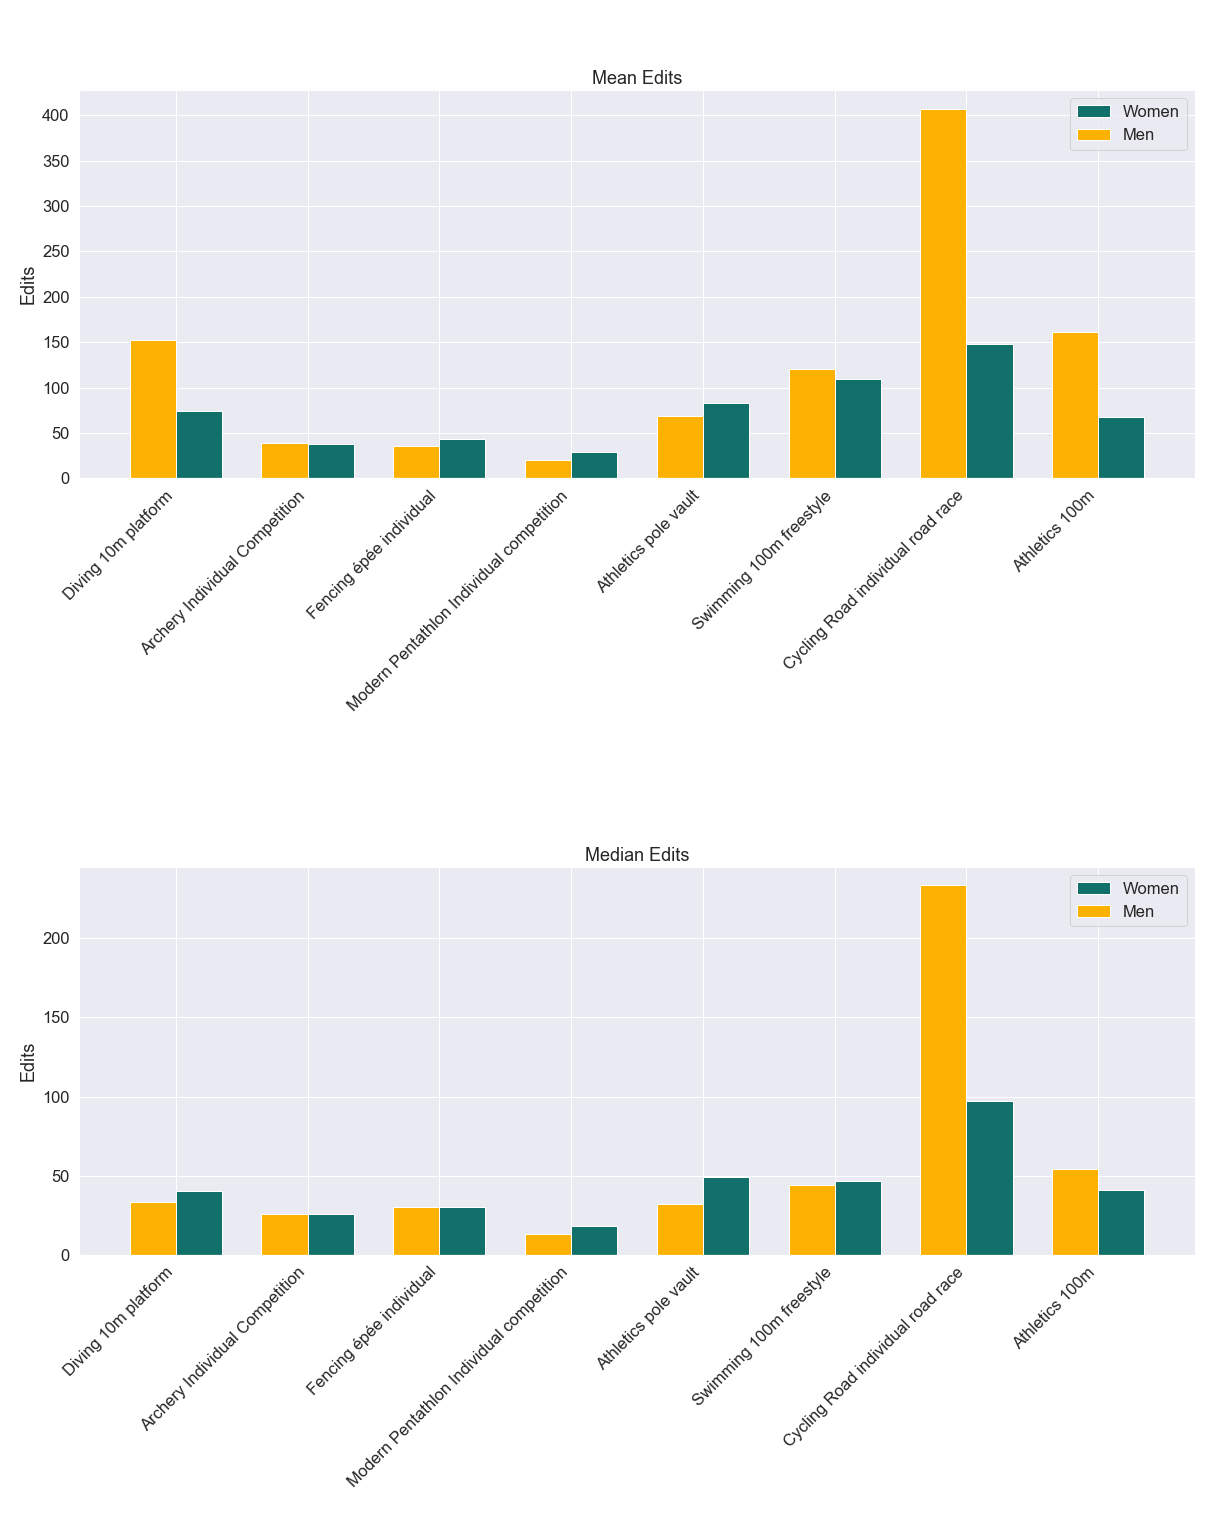 Mean Edits
Women
Men
Edits
400
350
300
250
200
150
100
50
0
Diving 10m platform
Archery Individual Competition
Fencing épée individual
Modern Pentathlon Individual competition
Athletics pole vault
Swimming 100m freestyle
Cycling Road individual road race
Athletics 100m
Median Edits
Women
Men
Edits
200
150
100
50
0
Diving 10m platform
Archery Individual Competition
Fencing épée individual
Modern Pentathlon Individual competition
Athletics pole vault
Swimming 100m freestyle
Cycling Road individual road race
Athletics 100m